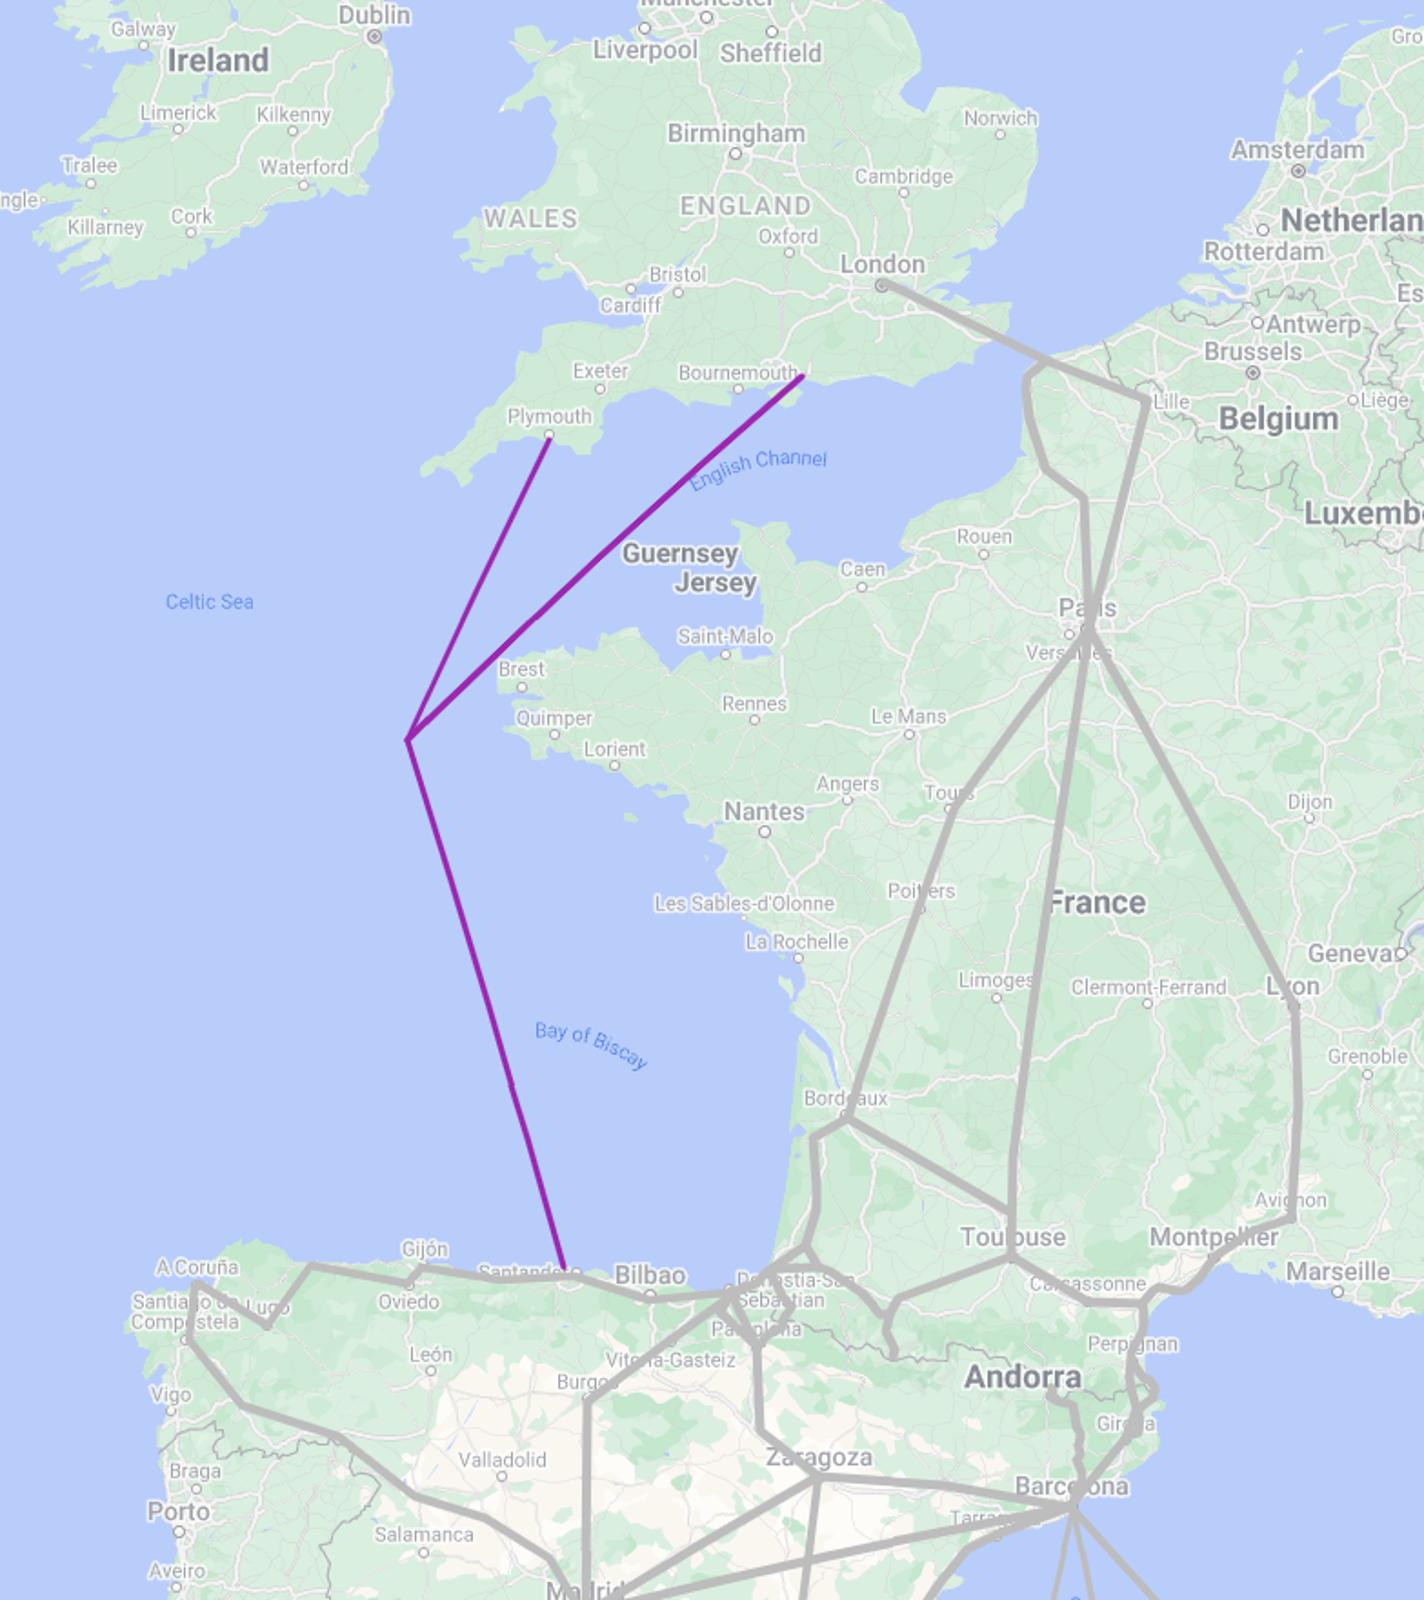 Manchester
Dublin
Galway
Ireland
Liverpool
Sheffield
Limerick
Kilkenny
Norwich
Birmingham
Amsterdam
Tralee
Waterford
Cambridge
ngle
Killarney
Cork
WALES
ENGLAND
Netherlan
Oxford
Rotterdam
London
Bristol
Cardiff
Es
Antwerp
Brussels
Exeter
Bournemouth
Lille
Liège
Plymouth
Belgium
English Channel
Luxemb
Rouen
Guernsey
Jersey
Caen
Celtic Sea
Paris
Saint-Malo
Versailles
Brest
Rennes
Quimper
Le Mans
Lorient
Angers
Tours
Nantes
Dijon
Poitiers
Les Sables-d'Olonne
France
La Rochelle
Geneva
Limoges
Clermont-Ferrand
Lyon
Bay of Biscay
Grenoble
Bordeaux
Avignon
Toulouse
Montpellier
Gijón
A Coruña
Santander
Bilbao
Donostia-San
Sebastian
Carcassonne
Marseille
Santiago de
Compostela
Lugo
Oviedo
Pamplona
Perpignan
León
Vitoria-Gasteiz
Andorra
Burgos
Vigo
Girona
Valladolid
Zaragoza
Braga
Barcelona
Porto
Salamanca
Aveiro
Madrid